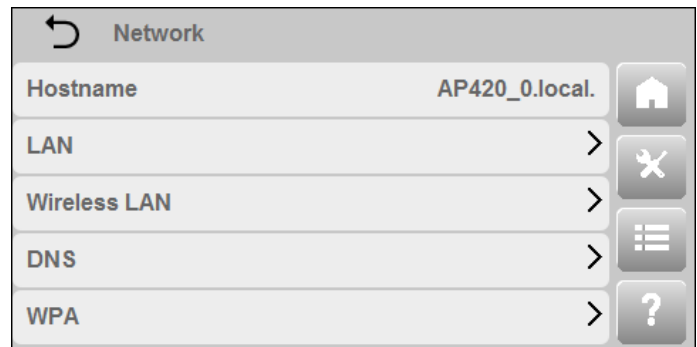 Network
Hostname AP420_0.local.
LAN
Wireless LAN
DNS
WPA
?